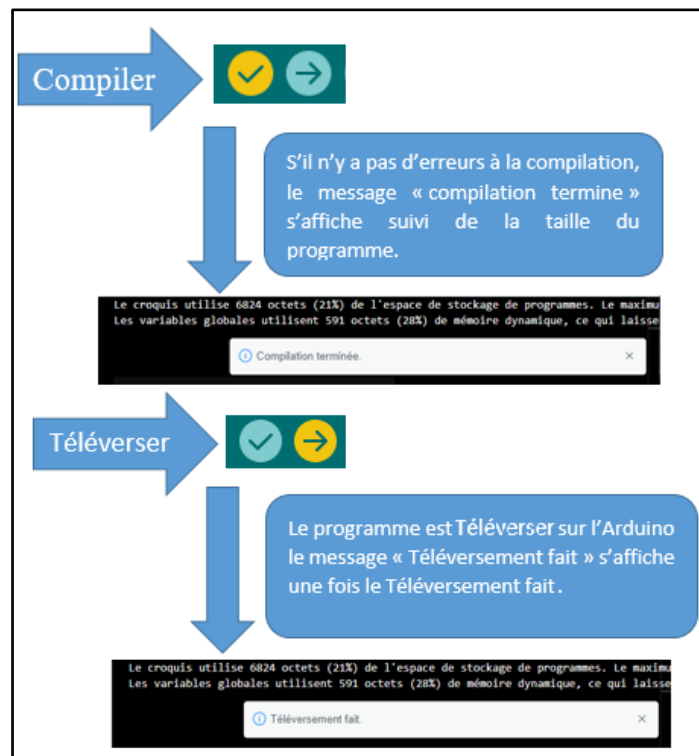 Compiler
S'il n'y a pas d'erreurs à la compilation,
le message « compilation termine »
s'affiche suivi de la taille du
programme.
Le croquis utilise 6824 octets (21%) de l'espace de stockage de programmes. Le maximu
Les variables globales utilisent 591 octets (28%) de mémoire dynamique, ce qui laisse
Compilation terminée.
Téléverser
Le programme est Téléverser sur l'Arduino
le message « Téléversement fait » s'affiche
une fois le Téléversement fait.
Le croquis utilise 6824 octets (21%) de l'espace de stockage de programmes. Le maximu
Les variables globales utilisent 591 octets (28%) de mémoire dynamique, ce qui laisse
Téléversement fait.